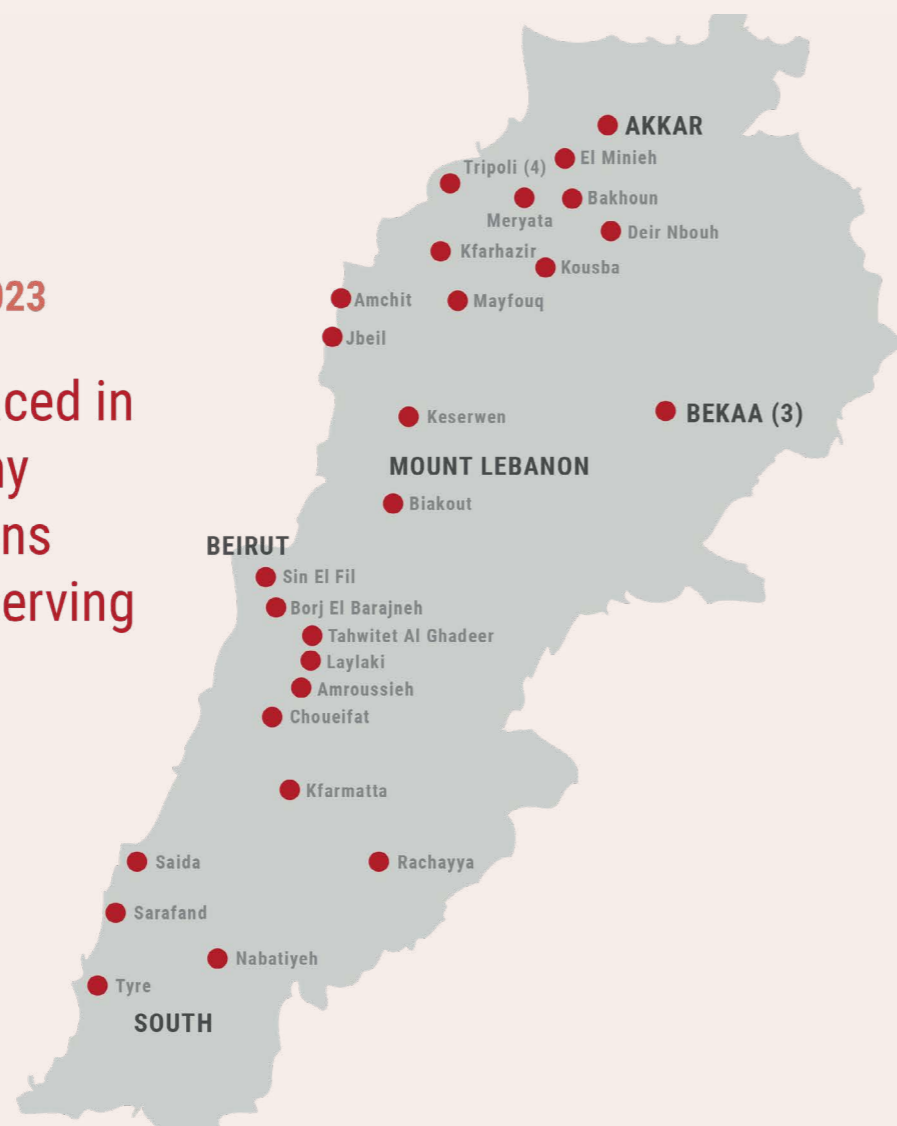 023
ced in
ny
ns
erving
AKKAR
El Minieh
Tripoli (4)
Bakhoun
Meryata
Deir Nbouh
Kfarhazir
Kousba
Amchit
Mayfouq
Jbeil
BEKAA (3)
Keserwen
MOUNT LEBANON
Biakout
BEIRUT
Sin El Fil
Borj El Barajneh
Tahwitet Al Ghadeer
Laylaki
Amroussieh
Choueifat
Kfarmatta
Saida
Rachayya
Sarafand
Nabatiyeh
Tyre
SOUTH